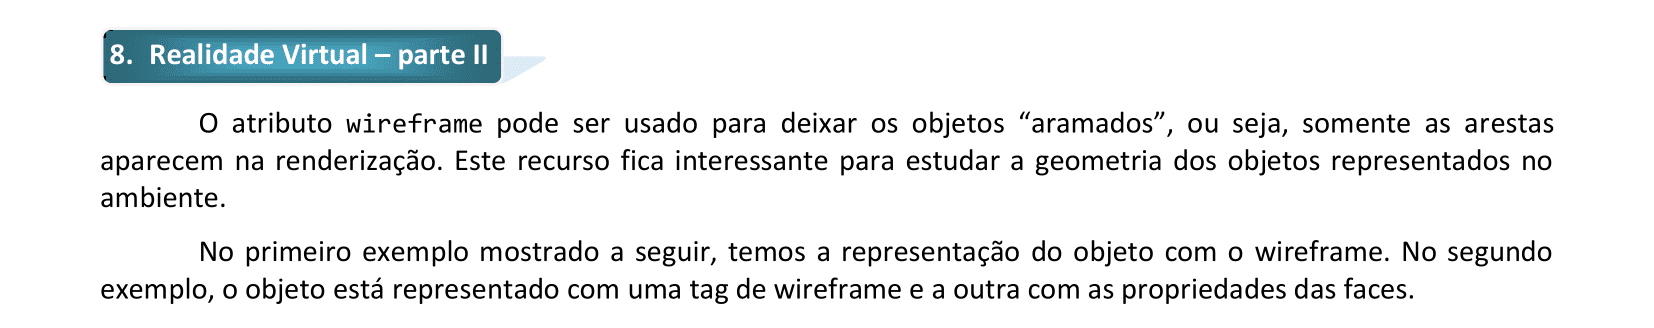 8. Realidade Virtual – parte II
O atributo wireframe pode ser usado para deixar os objetos “aramados”, ou seja, somente as arestas
aparecem na renderização. Este recurso fica interessante para estudar a geometria dos objetos representados no
ambiente.
No primeiro exemplo mostrado a seguir, temos a representação do objeto com o wireframe. No segundo
exemplo, o objeto está representado com uma tag de wireframe e a outra com as propriedades das faces.